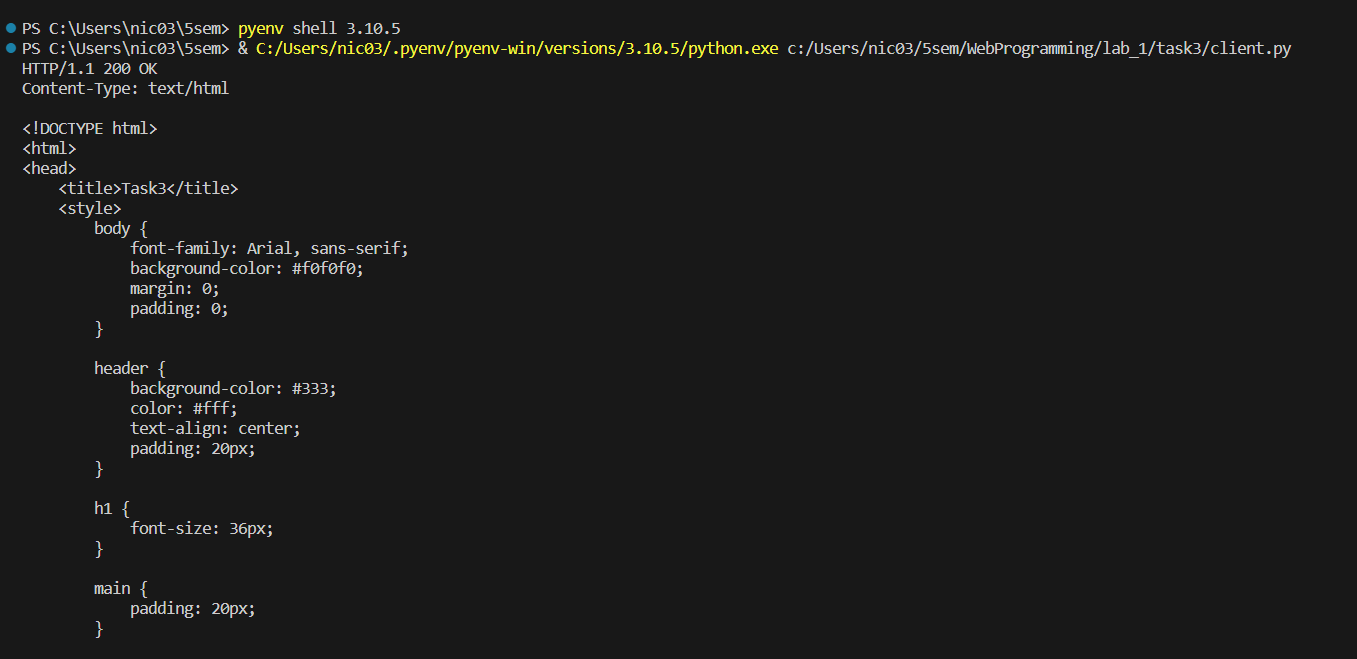 PS C:\Users\nic03\5sem> pyenv shell 3.10.5
PS C:\Users\nic03\5sem> & C:/Users/nic03/.pyenv/pyenv-win/versions/3.10.5/python.exe c:/Users/nic03/5sem/WebProgramming/lab_1/task3/client.py
HTTP/1.1 200 OK
Content-Type: text/html

<!DOCTYPE html>
<html>
<head>
    <title>Task3</title>
    <style>
        body {
            font-family: Arial, sans-serif;
            background-color: #f0f0f0;
            margin: 0;
            padding: 0;
        }

        header {
            background-color: #333;
            color: #fff;
            text-align: center;
            padding: 20px;
        }

        h1 {
            font-size: 36px;
        }

        main {
            padding: 20px;
        }